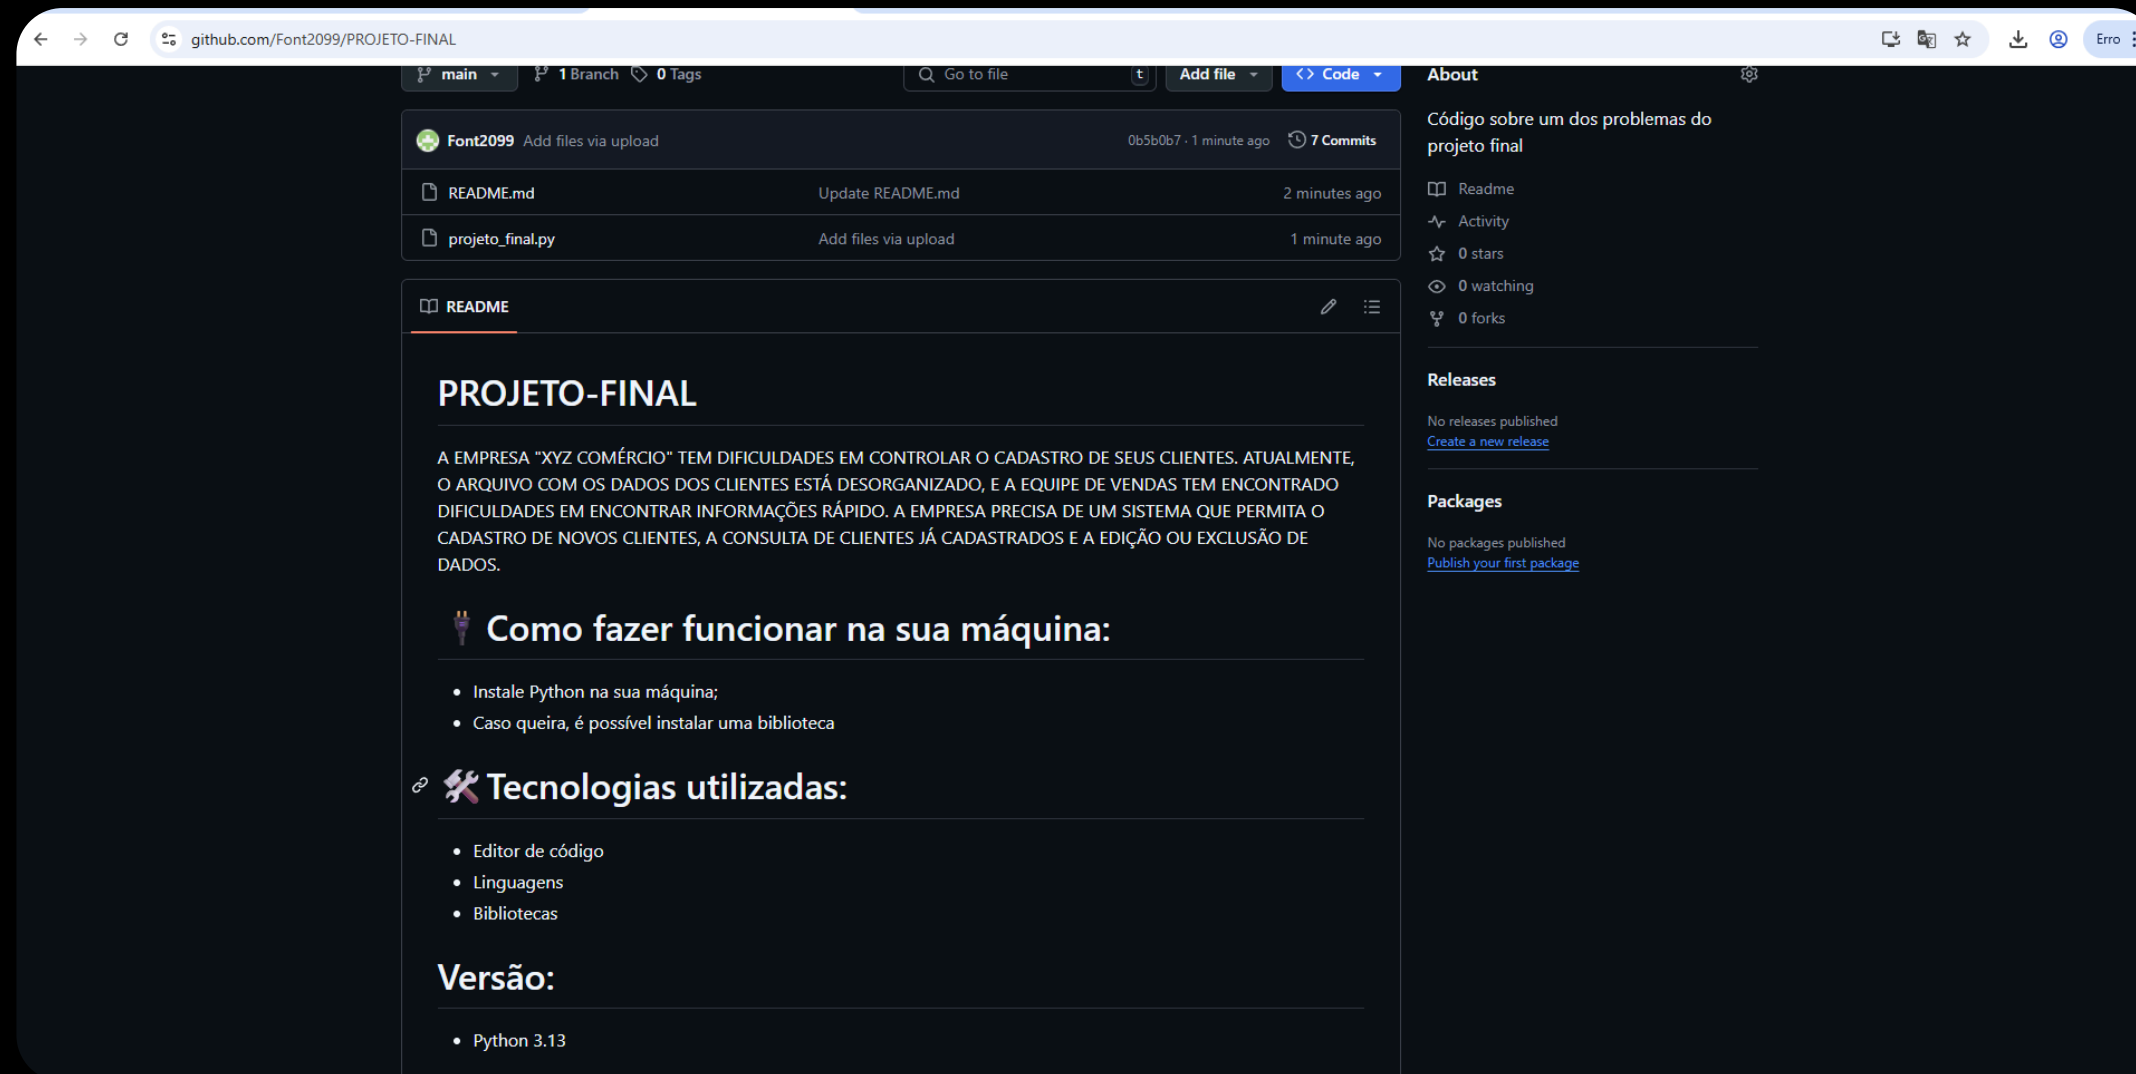 github.com/Font2099/PROJETO-FINAL
Erro
main
1 Branch
0 Tags
Go to file
t
Add file
Code
Font2099 Add files via upload
0b5b0b7 · 1 minute ago
7 Commits
README.md
Update README.md
2 minutes ago
projeto_final.py
Add files via upload
1 minute ago
README
PROJETO-FINAL
A EMPRESA "XYZ COMÉRCIO" TEM DIFICULDADES EM CONTROLAR O CADASTRO DE SEUS CLIENTES. ATUALMENTE,
O ARQUIVO COM OS DADOS DOS CLIENTES ESTÁ DESORGANIZADO, E A EQUIPE DE VENDAS TEM ENCONTRADO
DIFICULDADES EM ENCONTRAR INFORMAÇÕES RÁPIDO. A EMPRESA PRECISA DE UM SISTEMA QUE PERMITA O
CADASTRO DE NOVOS CLIENTES, A CONSULTA DE CLIENTES JÁ CADASTRADOS E A EDIÇÃO OU EXCLUSÃO DE
DADOS.
Como fazer funcionar na sua máquina:
Instale Python na sua máquina;
Caso queira, é possível instalar uma biblioteca
Tecnologias utilizadas:
Editor de código
Linguagens
Bibliotecas
Versão:
Python 3.13
About
Código sobre um dos problemas do
projeto final
Readme
Activity
0 stars
0 watching
0 forks
Releases
No releases published
Create a new release
Packages
No packages published
Publish your first package